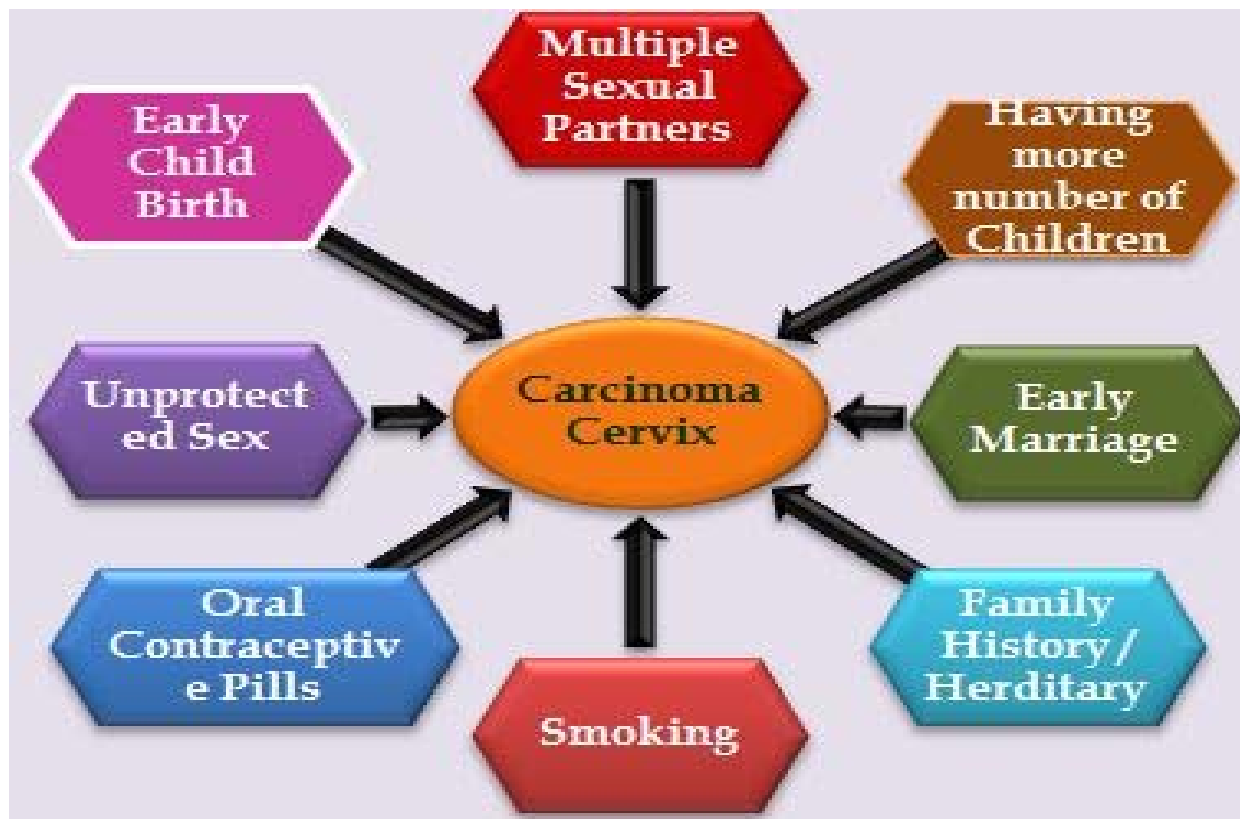 Multiple
Sexual
Partners
Early
Child
Birth
Having
more
number of
Children
Unprotect
ed Sex
Carcinoma
Cervix
Early
Marriage
Oral
Contraceptiv
e Pills
Family
History/
Herditary
Smoking